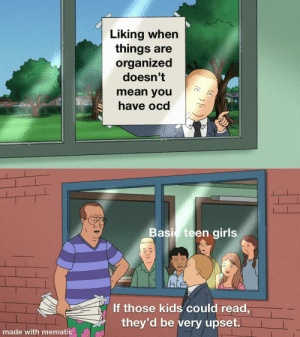 Liking when
things are
organized
doesn't
mean you
have ocd
Basic teen girls
If those kids could read,
they'd be very upset.
made with mematic